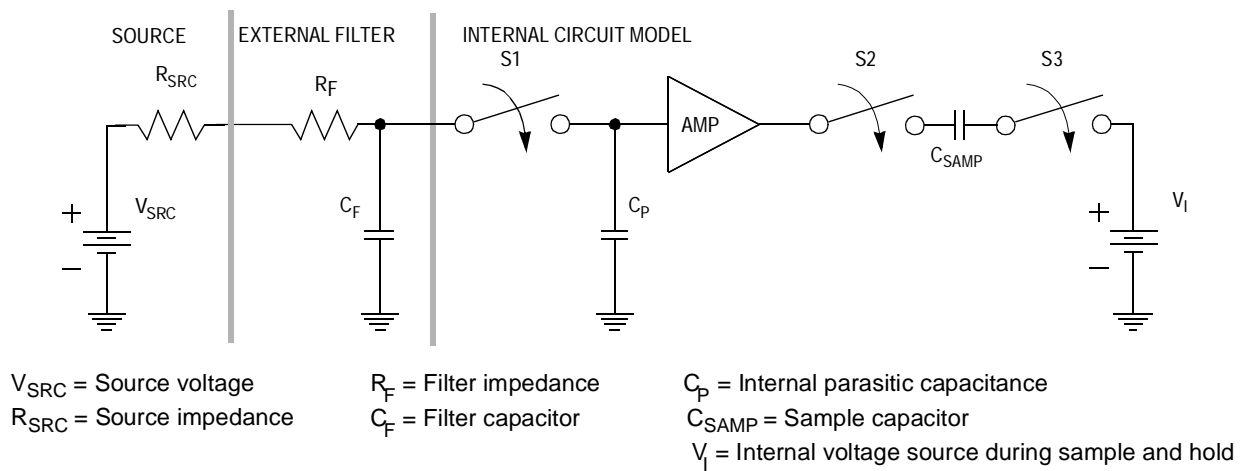 SOURCE EXTERNAL FILTER INTERNAL CIRCUIT MODEL
S1 S2 S3
RSRC RF
AMP
CSAMP
+ VSRC CF CP + VI
– –
VSRC = Source voltage RF = Filter impedance CP = Internal parasitic capacitance
RSRC = Source impedance CF = Filter capacitor CSAMP = Sample capacitor
VI = Internal voltage source during sample and hold